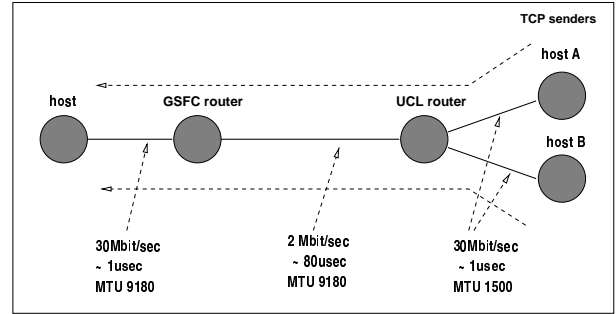 TCP senders
host A
host
GSFC router
UCL router
host B
30Mbit/sec
~ 1usec
MTU 9180
2 Mbit/sec
~ 80usec
MTU 9180
30Mbit/sec
~ 1usec
MTU 1500